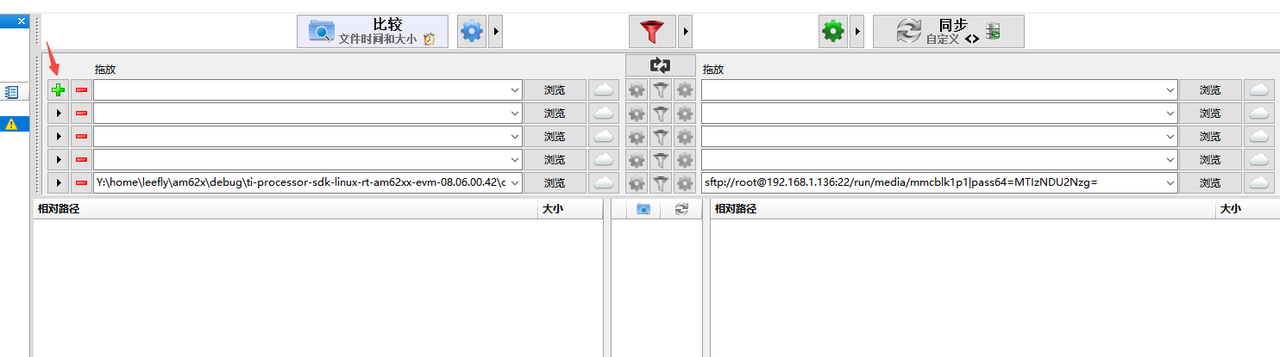 比较
文件时间和大小
同步
自定义 <>
拖放
拖放
浏览
浏览
浏览
浏览
浏览
浏览
浏览
浏览
Y:\home\leefly\am62x\debug\ti-processor-sdk-linux-rt-am62xx-evm-08.06.00.42\c
浏览
sftp://root@192.168.1.136:22/run/media/mmcblk1p1|pass64=MTIzNDU2Nzg=
浏览
相对路径
大小
相对路径
大小